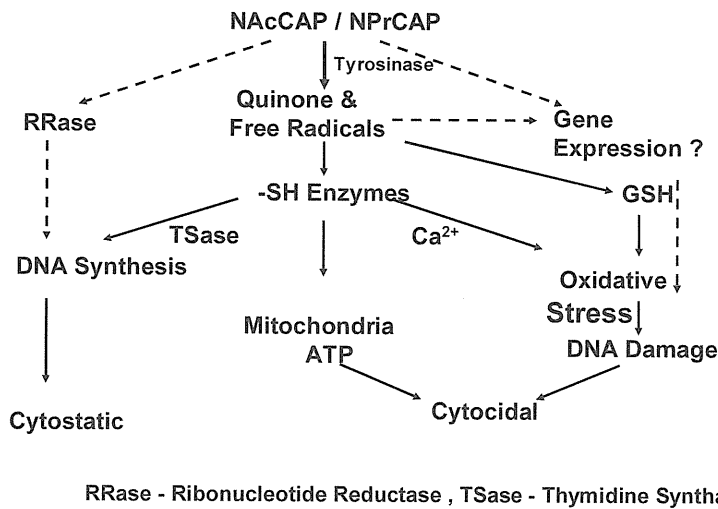 NAcCAP / NPrCAP
Tyrosinase
Quinone &
Free Radicals
RRase
Gene
Expression ?
-SH Enzymes
GSH
TSase
Ca²⁺
DNA Synthesis
Oxidative
Stress
Mitochondria
ATP
DNA Damage
Cytostatic
Cytocidal
RRase - Ribonucleotide Reductase , TSase - Thymidine Syntha